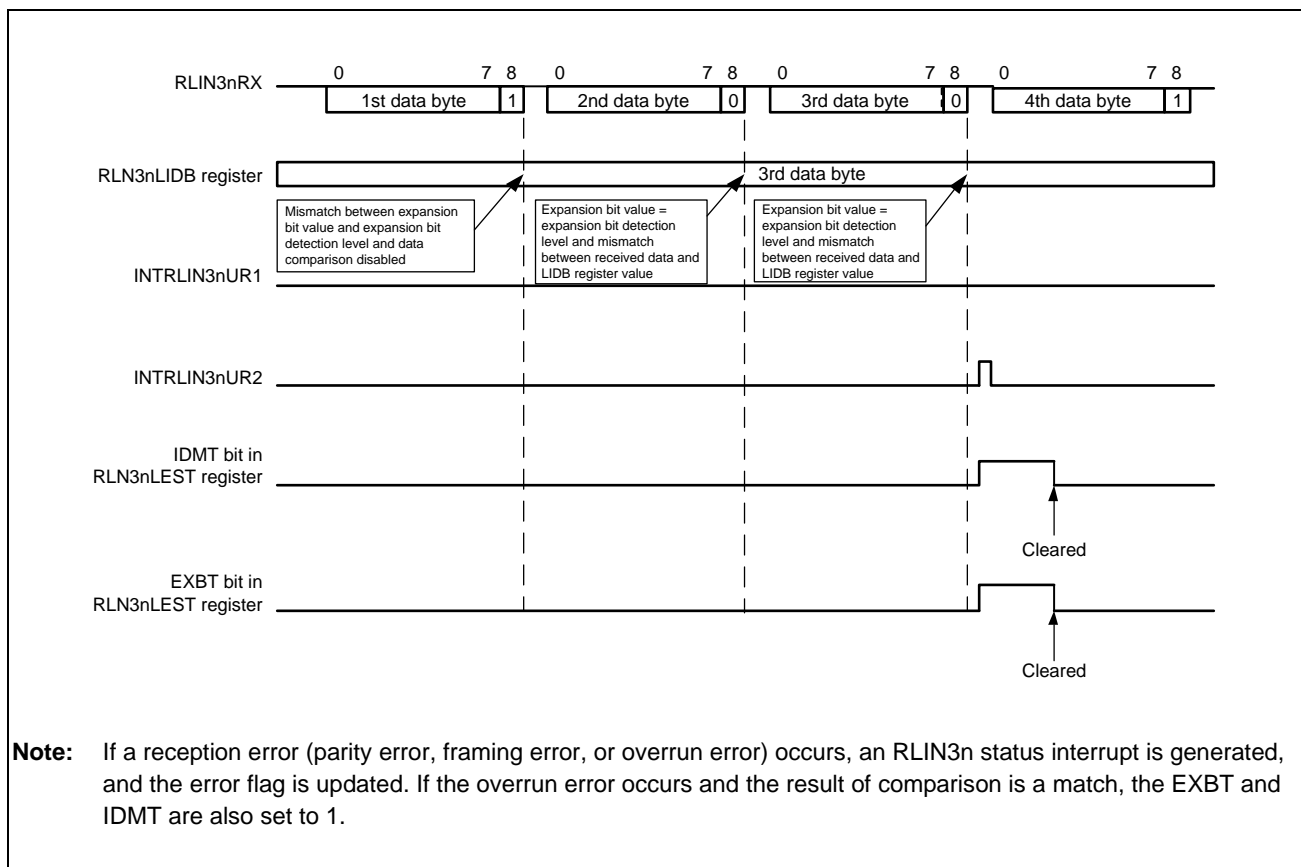 0 7 8 0 7 8 0 7 8 0 7 8
RLIN3nRX
1st data byte 1 2nd data byte 0 3rd data byte 0 4th data byte 1
RLN3nLIDB register
3rd data byte
Mismatch between expansion
bit value and expansion bit
detection level and data
comparison disabled
Expansion bit value =
expansion bit detection
level and mismatch
between received data and
LIDB register value
Expansion bit value =
expansion bit detection
level and mismatch
between received data and
LIDB register value
INTRLIN3nUR1
INTRLIN3nUR2
IDMT bit in
RLN3nLEST register
Cleared
EXBT bit in
RLN3nLEST register
Cleared
Note: If a reception error (parity error, framing error, or overrun error) occurs, an RLIN3n status interrupt is generated,
and the error flag is updated. If the overrun error occurs and the result of comparison is a match, the EXBT and
IDMT are also set to 1.